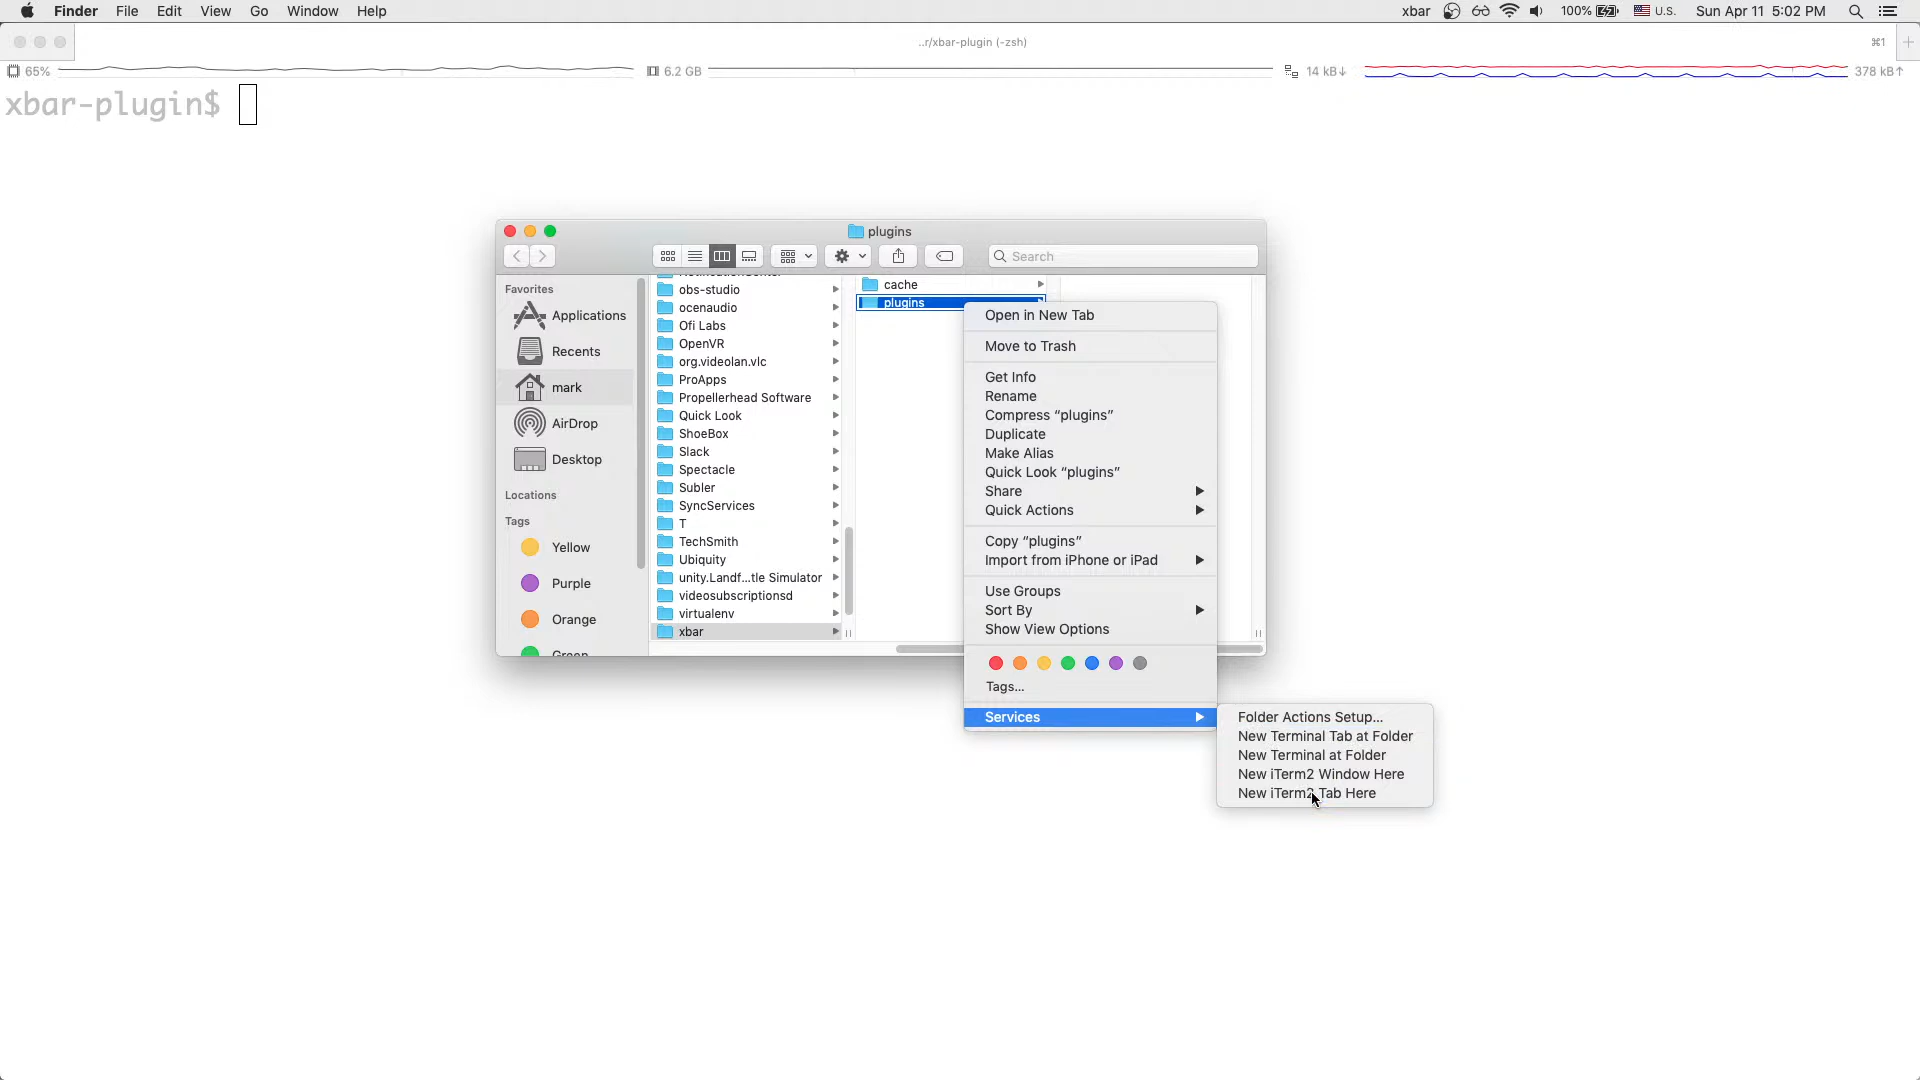 Finder File Edit View Go Window Help
xbar 100% U.S. Sun Apr 11 5:02 PM
..r/xbar-plugin (-zsh)
⌘1
65%
6.2 GB
14 kB↓
378 kB↑
xbar-plugin$
plugins
Search
Favorites
Applications
Recents
mark
AirDrop
Desktop
Locations
Tags
Yellow
Purple
Orange
Green
obs-studio
ocenaudio
Ofi Labs
OpenVR
org.videolan.vlc
ProApps
Propellerhead Software
Quick Look
ShoeBox
Slack
Spectacle
Subler
SyncServices
T
TechSmith
Ubiquity
unity.Landf...tle Simulator
videosubscriptionsd
virtualenv
xbar
cache
plugins
Open in New Tab
Move to Trash
Get Info
Rename
Compress “plugins”
Duplicate
Make Alias
Quick Look “plugins”
Share
Quick Actions
Copy “plugins”
Import from iPhone or iPad
Use Groups
Sort By
Show View Options
Tags...
Services
Folder Actions Setup...
New Terminal Tab at Folder
New Terminal at Folder
New iTerm2 Window Here
New iTerm2 Tab Here